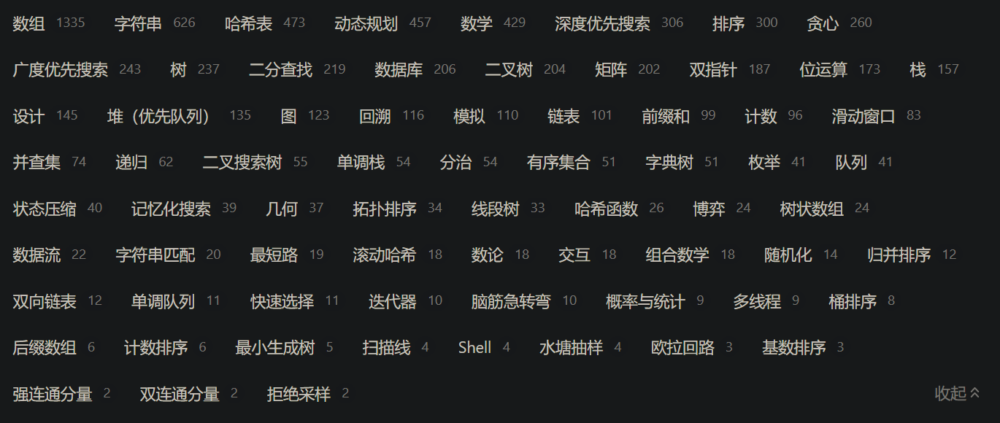 数组 1335 字符串 626 哈希表 473 动态规划 457 数学 429 深度优先搜索 306 排序 300 贪心 260
广度优先搜索 243 树 237 二分查找 219 数据库 206 二叉树 204 矩阵 202 双指针 187 位运算 173 栈 157
设计 145 堆（优先队列） 135 图 123 回溯 116 模拟 110 链表 101 前缀和 99 计数 96 滑动窗口 83
并查集 74 递归 62 二叉搜索树 55 单调栈 54 分治 54 有序集合 51 字典树 51 枚举 41 队列 41
状态压缩 40 记忆化搜索 39 几何 37 拓扑排序 34 线段树 33 哈希函数 26 博弈 24 树状数组 24
数据流 22 字符串匹配 20 最短路 19 滚动哈希 18 数论 18 交互 18 组合数学 18 随机化 14 归并排序 12
双向链表 12 单调队列 11 快速选择 11 迭代器 10 脑筋急转弯 10 概率与统计 9 多线程 9 桶排序 8
后缀数组 6 计数排序 6 最小生成树 5 扫描线 4 Shell 4 水塘抽样 4 欧拉回路 3 基数排序 3
强连通分量 2 双连通分量 2 拒绝采样 2 收起